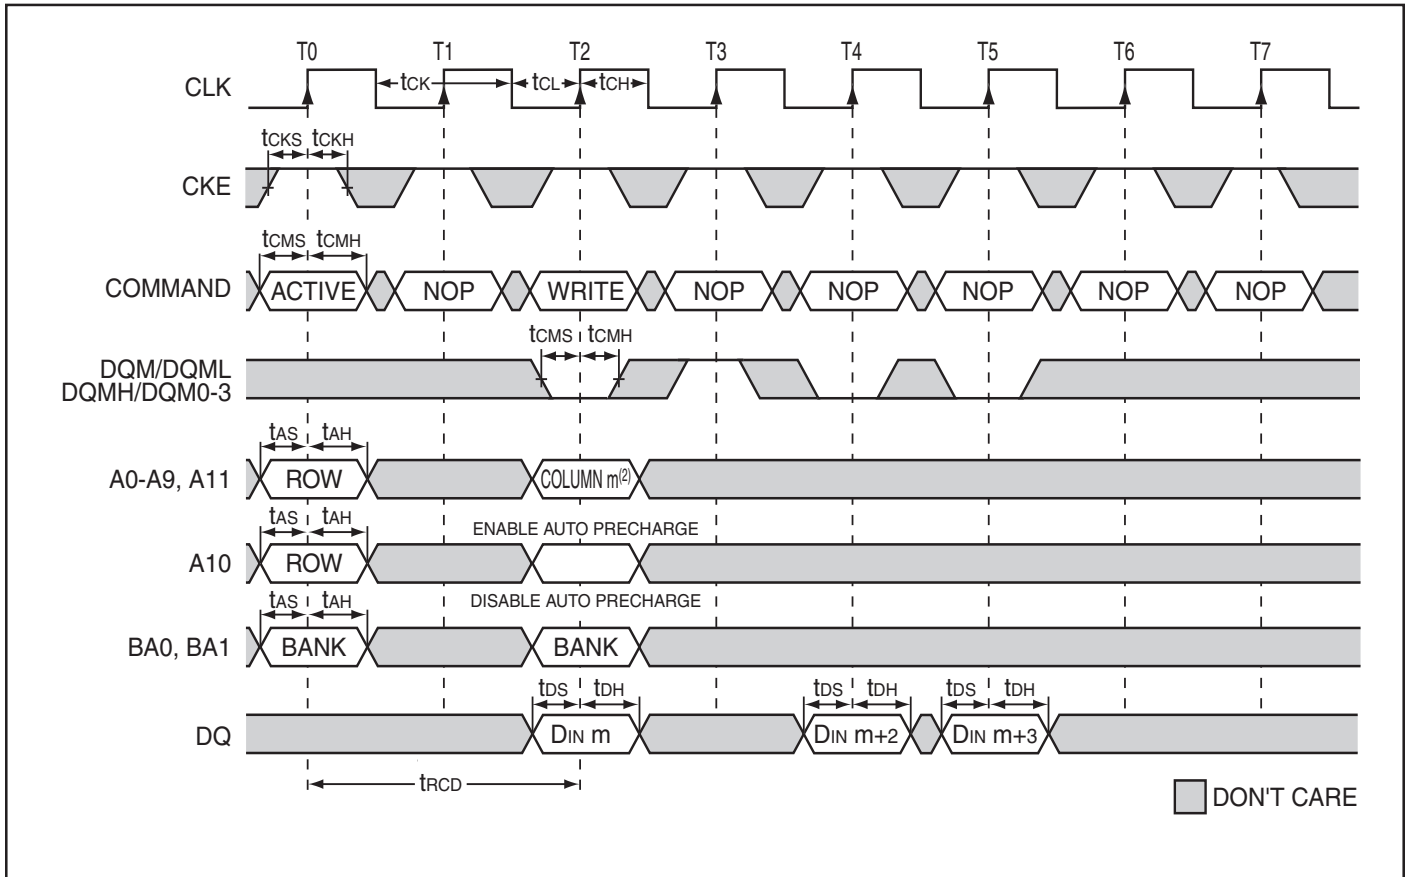 T0 T1 T2 T3 T4 T5 T6 T7
CLK tCK tCL tCH
tCKS tCKH
CKE
tCMS tCMH
COMMAND ACTIVE NOP WRITE NOP NOP NOP NOP NOP
tCMS tCMH
DQM/DQML
DQMH/DQM0-3
tAS tAH
A0-A9, A11 ROW COLUMN m(2)
tAS tAH ENABLE AUTO PRECHARGE
A10 ROW
tAS tAH DISABLE AUTO PRECHARGE
BA0, BA1 BANK BANK
tDS tDH tDS tDH tDS tDH
DQ DIN m DIN m+2 DIN m+3
tRCD
DON'T CARE